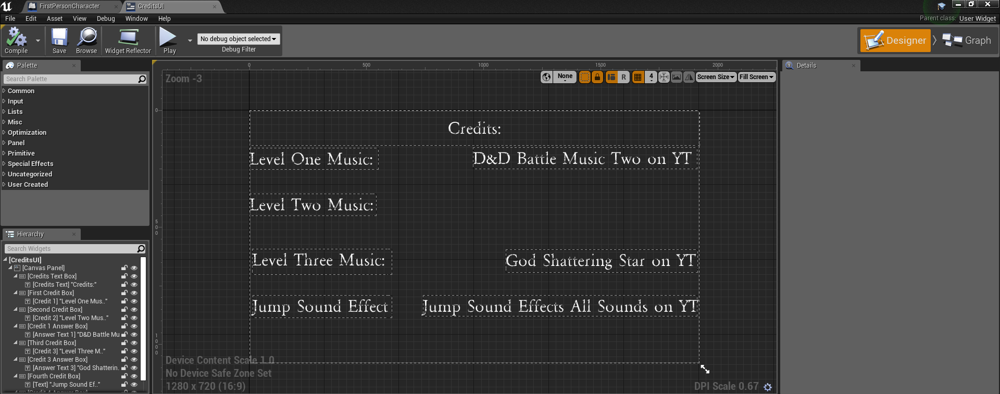 FirstPersonCharacter
CreditsUI
File Edit Asset View Debug Window Help
Parent class: User Widget
Compile
Save
Browse
Widget Reflector
Play
No debug object selected
Debug Filter
Designer
Graph
Palette
Search Palette
Common
Input
Lists
Misc
Optimization
Panel
Primitive
Special Effects
Uncategorized
User Created
Hierarchy
Search Widgets
[CreditsUI]
[Canvas Panel]
[Credits Text Box]
[Credits Text] "Credits:"
[First Credit Box]
[Credit 1] "Level One Mus.."
[Second Credit Box]
[Credit 2] "Level Two Mus.."
[Credit 1 Answer Box]
[Answer Text 1] "D&D Battle Mu
[Third Credit Box]
[Credit 3] "Level Three M.."
[Credit 3 Answer Box]
[Answer Text 3] "God Shatterin.
[Fourth Credit Box]
[Text] "Jump Sound Ef.."
[Credit 4 Answer Box]
0 500 1000 1500 2000
0
500
1000
Zoom -3
None
R
4
Screen Size
Fill Screen
Credits:
Level One Music: D&D Battle Music Two on YT
Level Two Music:
Level Three Music: God Shattering Star on YT
Jump Sound Effect Jump Sound Effects All Sounds on YT
Device Content Scale 1.0
No Device Safe Zone Set
1280 x 720 (16:9)
DPI Scale 0.67
Details